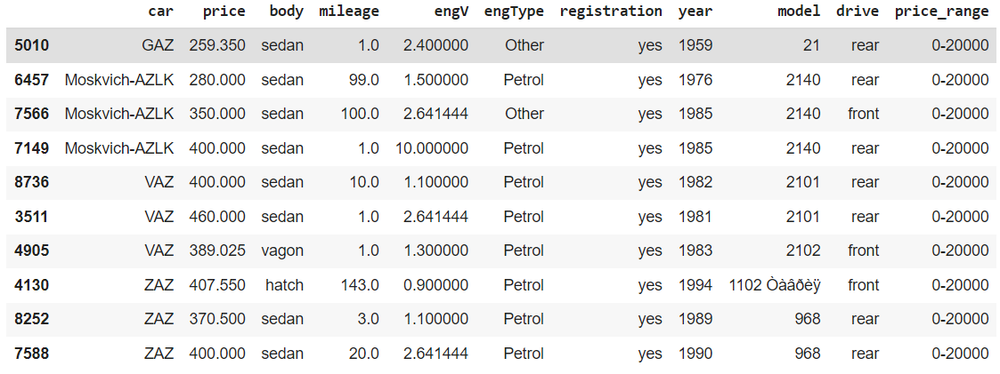 car price body mileage engV engType registration year model drive price_range
5010 GAZ 259.350 sedan 1.0 2.400000 Other yes 1959 21 rear 0-20000
6457 Moskvich-AZLK 280.000 sedan 99.0 1.500000 Petrol yes 1976 2140 rear 0-20000
7566 Moskvich-AZLK 350.000 sedan 100.0 2.641444 Other yes 1985 2140 front 0-20000
7149 Moskvich-AZLK 400.000 sedan 1.0 10.000000 Petrol yes 1985 2140 rear 0-20000
8736 VAZ 400.000 sedan 10.0 1.100000 Petrol yes 1982 2101 rear 0-20000
3511 VAZ 460.000 sedan 1.0 2.641444 Petrol yes 1981 2101 rear 0-20000
4905 VAZ 389.025 vagon 1.0 1.300000 Petrol yes 1983 2102 front 0-20000
4130 ZAZ 407.550 hatch 143.0 0.900000 Petrol yes 1994 1102 Òàâðèÿ front 0-20000
8252 ZAZ 370.500 sedan 3.0 1.100000 Petrol yes 1989 968 rear 0-20000
7588 ZAZ 400.000 sedan 20.0 2.641444 Petrol yes 1990 968 rear 0-20000